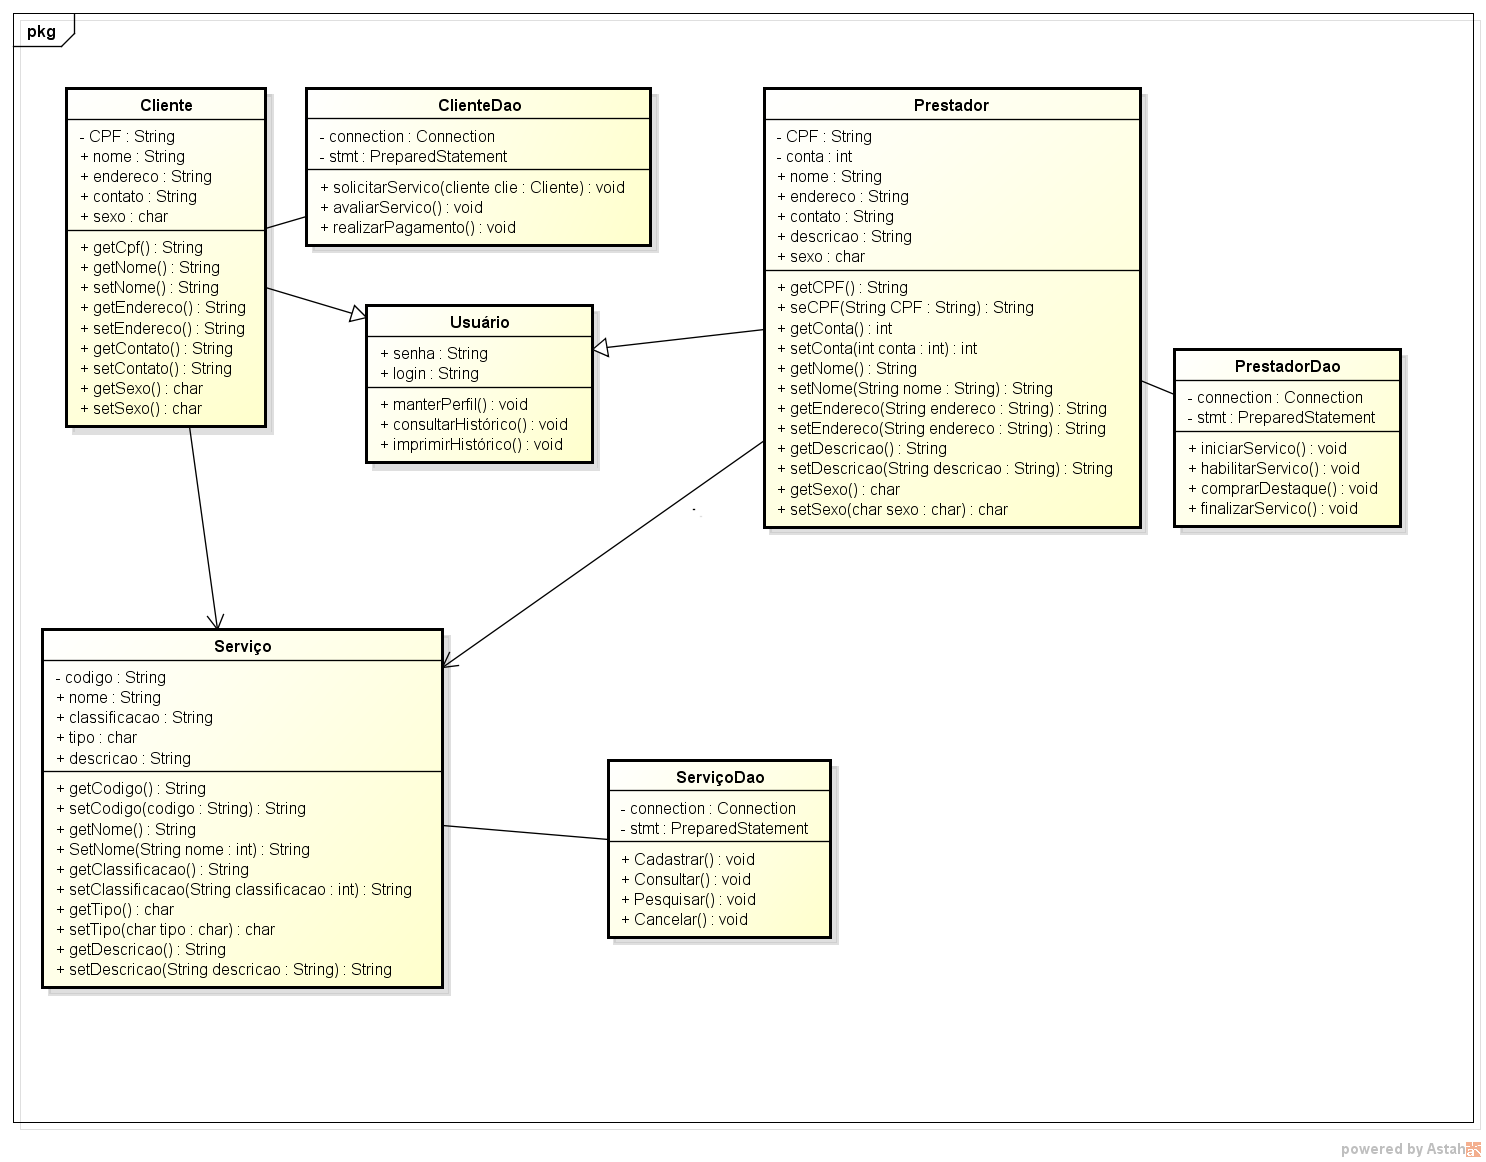 pkg
Cliente
- CPF : String
+ nome : String
+ endereco : String
+ contato : String
+ sexo : char
+ getCpf() : String
+ getNome() : String
+ setNome() : String
+ getEndereco() : String
+ setEndereco() : String
+ getContato() : String
+ setContato() : String
+ getSexo() : char
+ setSexo() : char
ClienteDao
- connection : Connection
- stmt : PreparedStatement
+ solicitarServico(cliente clie : Cliente) : void
+ avaliarServico() : void
+ realizarPagamento() : void
Usuário
+ senha : String
+ login : String
+ manterPerfil() : void
+ consultarHistórico() : void
+ imprimirHistórico() : void
Prestador
- CPF : String
- conta : int
+ nome : String
+ endereco : String
+ contato : String
+ descricao : String
+ sexo : char
+ getCPF() : String
+ seCPF(String CPF : String) : String
+ getConta() : int
+ setConta(int conta : int) : int
+ getNome() : String
+ setNome(String nome : String) : String
+ getEndereco(String endereco : String) : String
+ setEndereco(String endereco : String) : String
+ getDescricao() : String
+ setDescricao(String descricao : String) : String
+ getSexo() : char
+ setSexo(char sexo : char) : char
PrestadorDao
- connection : Connection
- stmt : PreparedStatement
+ iniciarServico() : void
+ habilitarServico() : void
+ comprarDestaque() : void
+ finalizarServico() : void
Serviço
- codigo : String
+ nome : String
+ classificacao : String
+ tipo : char
+ descricao : String
+ getCodigo() : String
+ setCodigo(codigo : String) : String
+ getNome() : String
+ SetNome(String nome : int) : String
+ getClassificacao() : String
+ setClassificacao(String classificacao : int) : String
+ getTipo() : char
+ setTipo(char tipo : char) : char
+ getDescricao() : String
+ setDescricao(String descricao : String) : String
ServiçoDao
- connection : Connection
- stmt : PreparedStatement
+ Cadastrar() : void
+ Consultar() : void
+ Pesquisar() : void
+ Cancelar() : void
powered by Astah